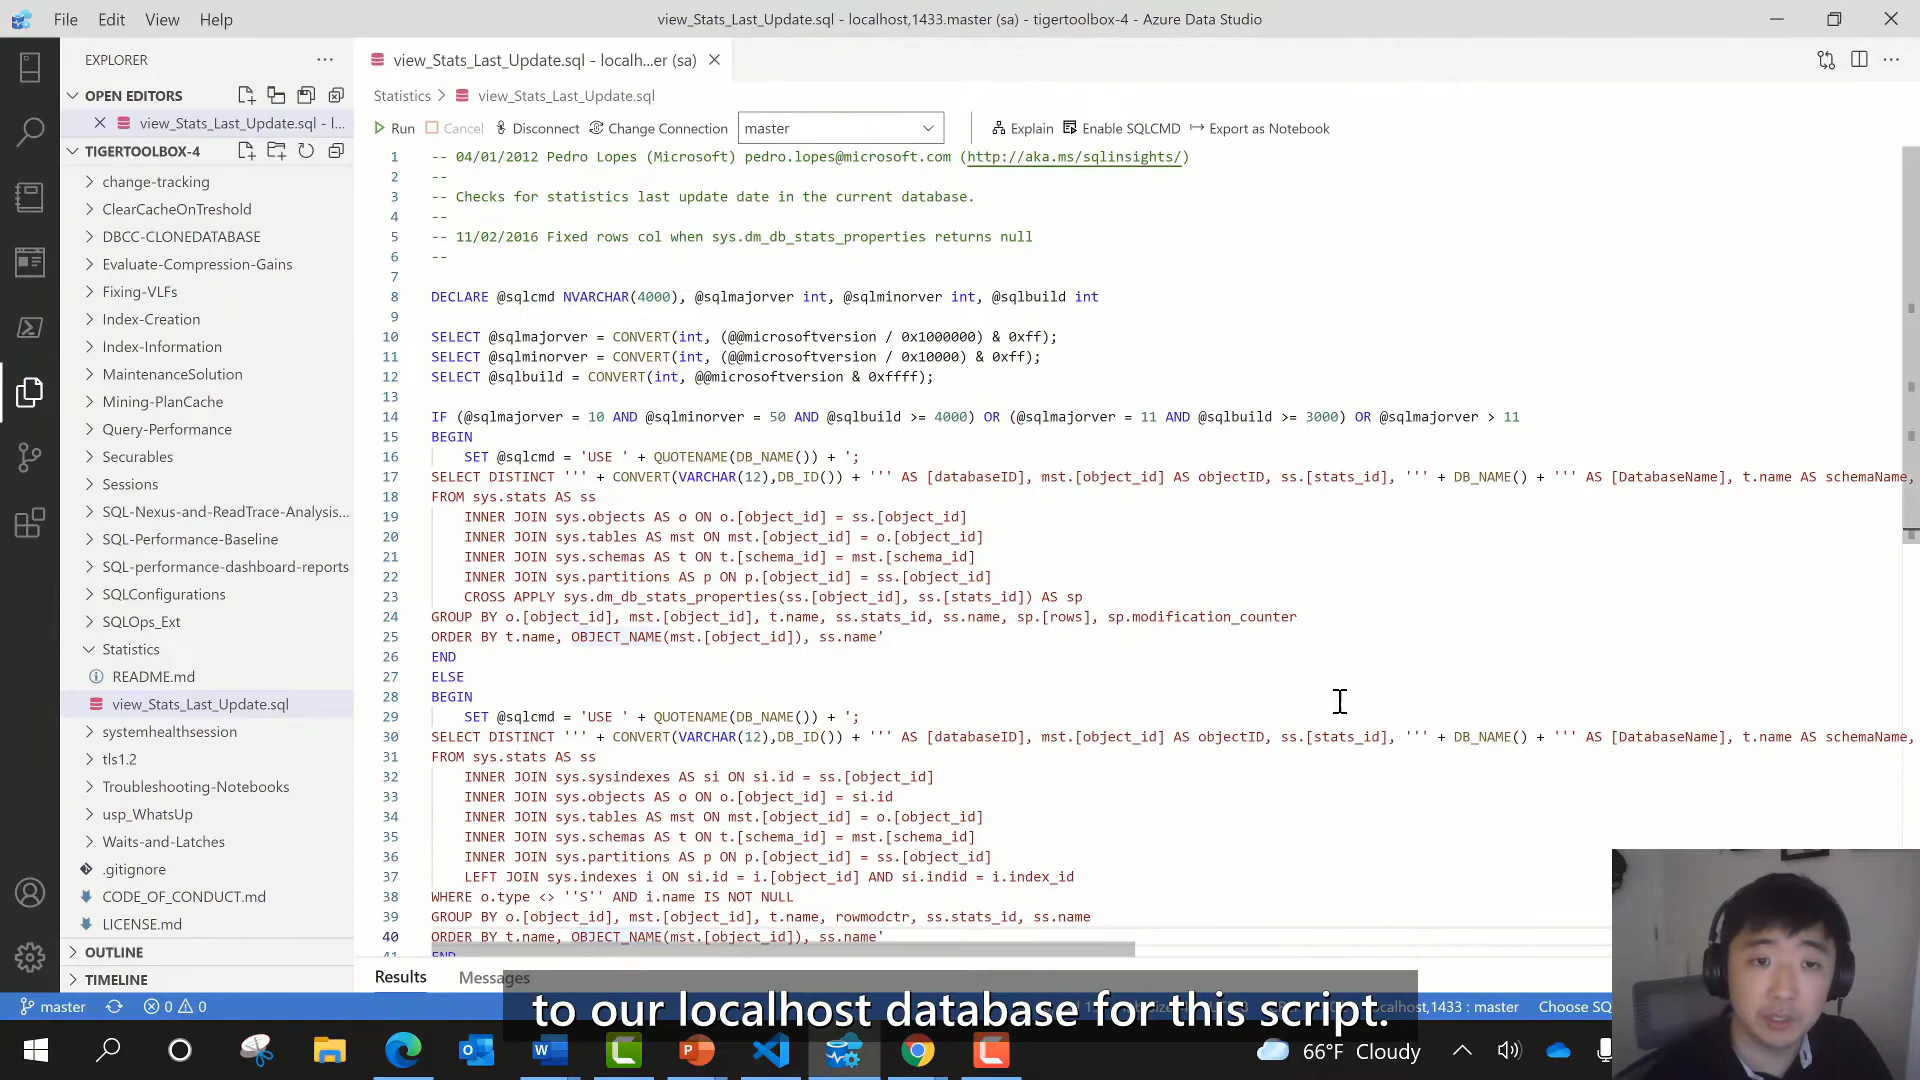 File Edit View Help
view_Stats_Last_Update.sql - localhost,1433.master (sa) - tigertoolbox-4 - Azure Data Studio
EXPLORER
view_Stats_Last_Update.sql - localh...er (sa)
OPEN EDITORS
view_Stats_Last_Update.sql - l...
TIGERTOOLBOX-4
change-tracking
ClearCacheOnTreshold
DBCC-CLONEDATABASE
Evaluate-Compression-Gains
Fixing-VLFs
Index-Creation
Index-Information
MaintenanceSolution
Mining-PlanCache
Query-Performance
Securables
Sessions
SQL-Nexus-and-ReadTrace-Analysis...
SQL-Performance-Baseline
SQL-performance-dashboard-reports
SQLConfigurations
SQLOps_Ext
Statistics
README.md
view_Stats_Last_Update.sql
systemhealthsession
tls1.2
Troubleshooting-Notebooks
usp_WhatsUp
Waits-and-Latches
.gitignore
CODE_OF_CONDUCT.md
LICENSE.md
OUTLINE
TIMELINE
Statistics view_Stats_Last_Update.sql
Run Cancel Disconnect Change Connection master Explain Enable SQLCMD Export as Notebook
1 -- 04/01/2012 Pedro Lopes (Microsoft) pedro.lopes@microsoft.com (http://aka.ms/sqlinsights/)
2 --
3 -- Checks for statistics last update date in the current database.
4 --
5 -- 11/02/2016 Fixed rows col when sys.dm_db_stats_properties returns null
6 --
7
8 DECLARE @sqlcmd NVARCHAR(4000), @sqlmajorver int, @sqlminorver int, @sqlbuild int
9
10 SELECT @sqlmajorver = CONVERT(int, (@@microsoftversion / 0x1000000) & 0xff);
11 SELECT @sqlminorver = CONVERT(int, (@@microsoftversion / 0x10000) & 0xff);
12 SELECT @sqlbuild = CONVERT(int, @@microsoftversion & 0xffff);
13
14 IF (@sqlmajorver = 10 AND @sqlminorver = 50 AND @sqlbuild >= 4000) OR (@sqlmajorver = 11 AND @sqlbuild >= 3000) OR @sqlmajorver > 11
15 BEGIN
16 SET @sqlcmd = 'USE ' + QUOTENAME(DB_NAME()) + ';
17 SELECT DISTINCT ''' + CONVERT(VARCHAR(12),DB_ID()) + ''' AS [databaseID], mst.[object_id] AS objectID, ss.[stats_id], ''' + DB_NAME() + ''' AS [DatabaseName], t.name AS schemaName,
18 FROM sys.stats AS ss
19 INNER JOIN sys.objects AS o ON o.[object_id] = ss.[object_id]
20 INNER JOIN sys.tables AS mst ON mst.[object_id] = o.[object_id]
21 INNER JOIN sys.schemas AS t ON t.[schema_id] = mst.[schema_id]
22 INNER JOIN sys.partitions AS p ON p.[object_id] = ss.[object_id]
23 CROSS APPLY sys.dm_db_stats_properties(ss.[object_id], ss.[stats_id]) AS sp
24 GROUP BY o.[object_id], mst.[object_id], t.name, ss.stats_id, ss.name, sp.[rows], sp.modification_counter
25 ORDER BY t.name, OBJECT_NAME(mst.[object_id]), ss.name'
26 END
27 ELSE
28 BEGIN
29 SET @sqlcmd = 'USE ' + QUOTENAME(DB_NAME()) + ';
30 SELECT DISTINCT ''' + CONVERT(VARCHAR(12),DB_ID()) + ''' AS [databaseID], mst.[object_id] AS objectID, ss.[stats_id], ''' + DB_NAME() + ''' AS [DatabaseName], t.name AS schemaName,
31 FROM sys.stats AS ss
32 INNER JOIN sys.sysindexes AS si ON si.id = ss.[object_id]
33 INNER JOIN sys.objects AS o ON o.[object_id] = si.id
34 INNER JOIN sys.tables AS mst ON mst.[object_id] = o.[object_id]
35 INNER JOIN sys.schemas AS t ON t.[schema_id] = mst.[schema_id]
36 INNER JOIN sys.partitions AS p ON p.[object_id] = ss.[object_id]
37 LEFT JOIN sys.indexes i ON si.id = i.[object_id] AND si.indid = i.index_id
38 WHERE o.type <> ''S'' AND i.name IS NOT NULL
39 GROUP BY o.[object_id], mst.[object_id], t.name, rowmodctr, ss.stats_id, ss.name
40 ORDER BY t.name, OBJECT_NAME(mst.[object_id]), ss.name'
41 END
Results Messages
to our localhost database for this script.
master 0 0 localhost,1433 : master Choose SQ
66°F Cloudy